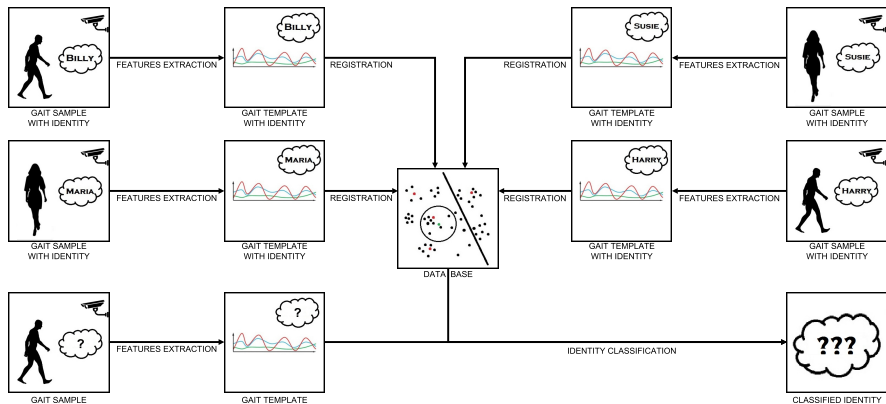 BILLY
FEATURES EXTRACTION
BILLY
REGISTRATION
SUSIE
REGISTRATION
FEATURES EXTRACTION
SUSIE
GAIT SAMPLE
WITH IDENTITY
GAIT TEMPLATE
WITH IDENTITY
GAIT TEMPLATE
WITH IDENTITY
GAIT SAMPLE
WITH IDENTITY
MARIA
FEATURES EXTRACTION
MARIA
REGISTRATION
REGISTRATION
HARRY
FEATURES EXTRACTION
HARRY
GAIT SAMPLE
WITH IDENTITY
GAIT TEMPLATE
WITH IDENTITY
DATA BASE
GAIT TEMPLATE
WITH IDENTITY
GAIT SAMPLE
WITH IDENTITY
?
FEATURES EXTRACTION
?
IDENTITY CLASSIFICATION
???
GAIT SAMPLE
GAIT TEMPLATE
CLASSIFIED IDENTITY